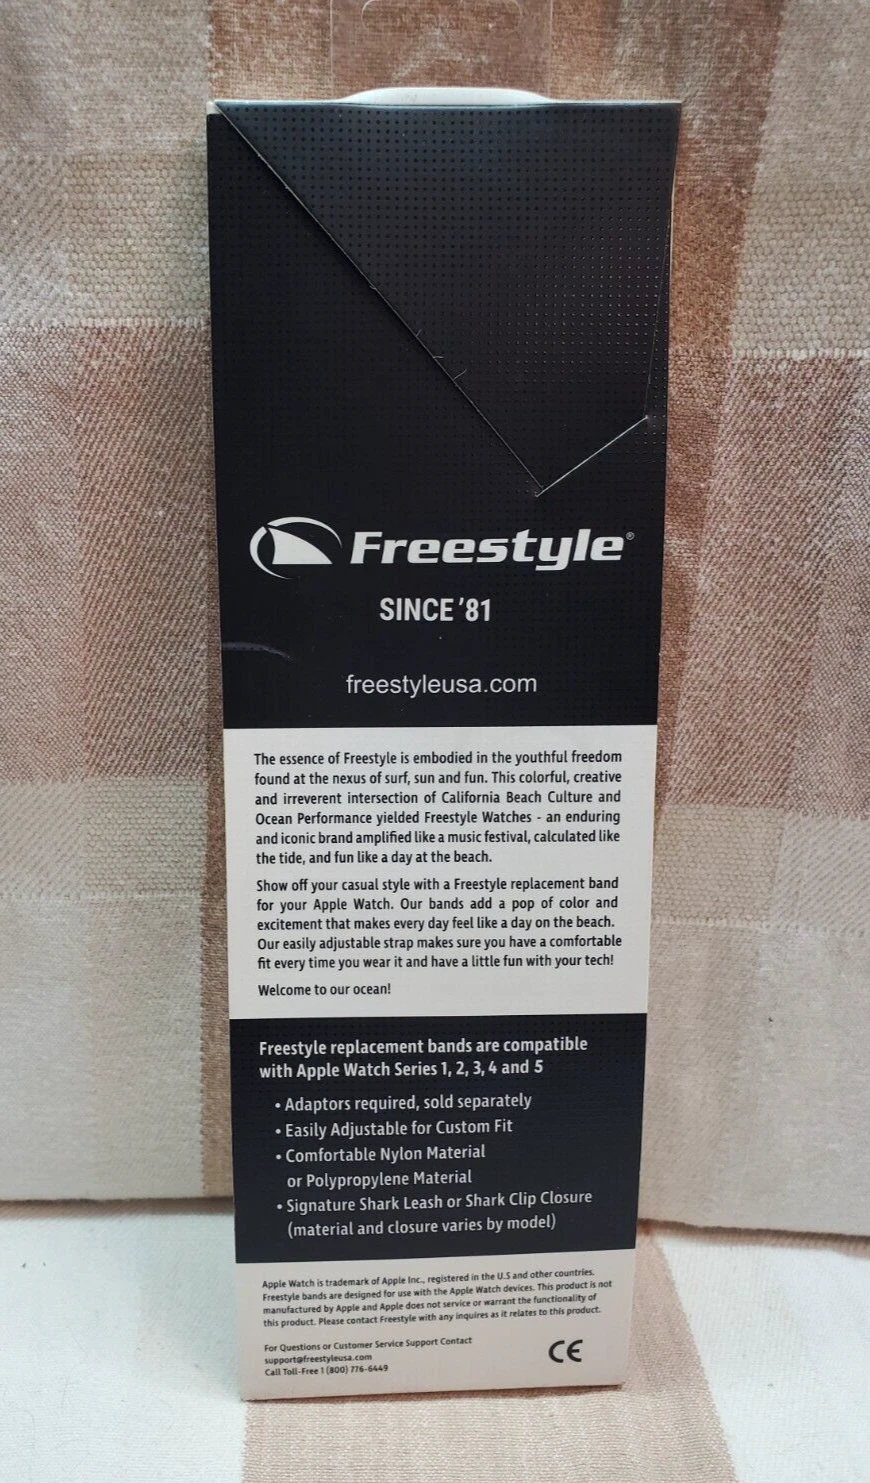 Freestyle®
SINCE '81
freestyleusa.com
The essence of Freestyle is embodied in the youthful freedom
found at the nexus of surf, sun and fun. This colorful, creative
and irreverent intersection of California Beach Culture and
Ocean Performance yielded Freestyle Watches - an enduring
and iconic brand amplified like a music festival, calculated like
the tide, and fun like a day at the beach.
Show off your casual style with a Freestyle replacement band
for your Apple Watch. Our bands add a pop of color and
excitement that makes every day feel like a day on the beach.
Our easily adjustable strap makes sure you have a comfortable
fit every time you wear it and have a little fun with your tech!
Welcome to our ocean!
Freestyle replacement bands are compatible
with Apple Watch Series 1, 2, 3, 4 and 5
• Adaptors required, sold separately
• Easily Adjustable for Custom Fit
• Comfortable Nylon Material
or Polypropylene Material
• Signature Shark Leash or Shark Clip Closure
(material and closure varies by model)
Apple Watch is trademark of Apple Inc., registered in the U.S and other countries.
Freestyle bands are designed for use with the Apple Watch devices. This product is not
manufactured by Apple and Apple does not service or warrant the functionality of
this product. Please contact Freestyle with any inquires as it relates to this product.
For Questions or Customer Service Support Contact
support@freestyleusa.com
Call Toll-Free 1 (800) 776-6449
CE